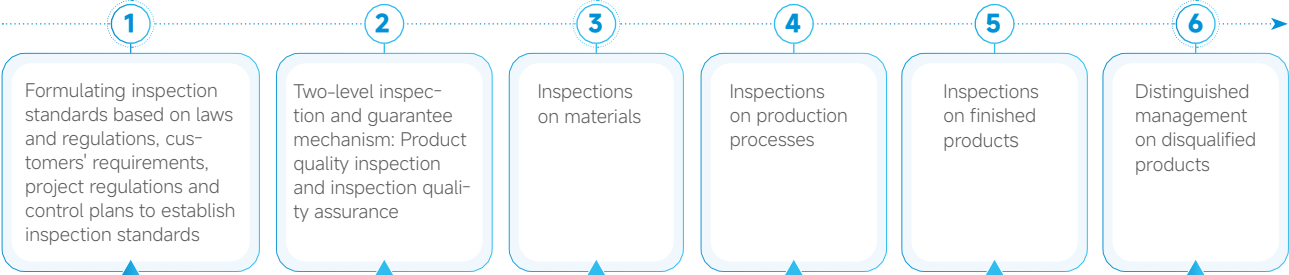 1
2
3
4
5
6
Formulating inspection
standards based on laws
and regulations, cus-
tomers' requirements,
project regulations and
control plans to establish
inspection standards
Two-level inspec-
tion and guarantee
mechanism: Product
quality inspection
and inspection quali-
ty assurance
Inspections
on materials
Inspections
on production
processes
Inspections
on finished
products
Distinguished
management
on disqualified
products